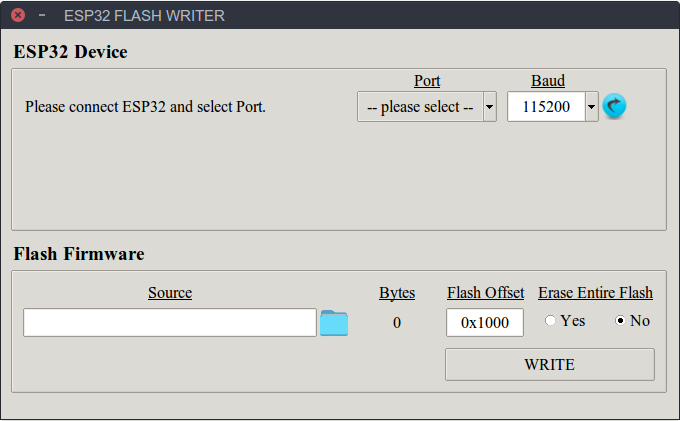 ESP32 FLASH WRITER
ESP32 Device
Port Baud
Please connect ESP32 and select Port. -- please select -- 115200
Flash Firmware
Source Bytes Flash Offset Erase Entire Flash
0 0x1000 Yes No
WRITE